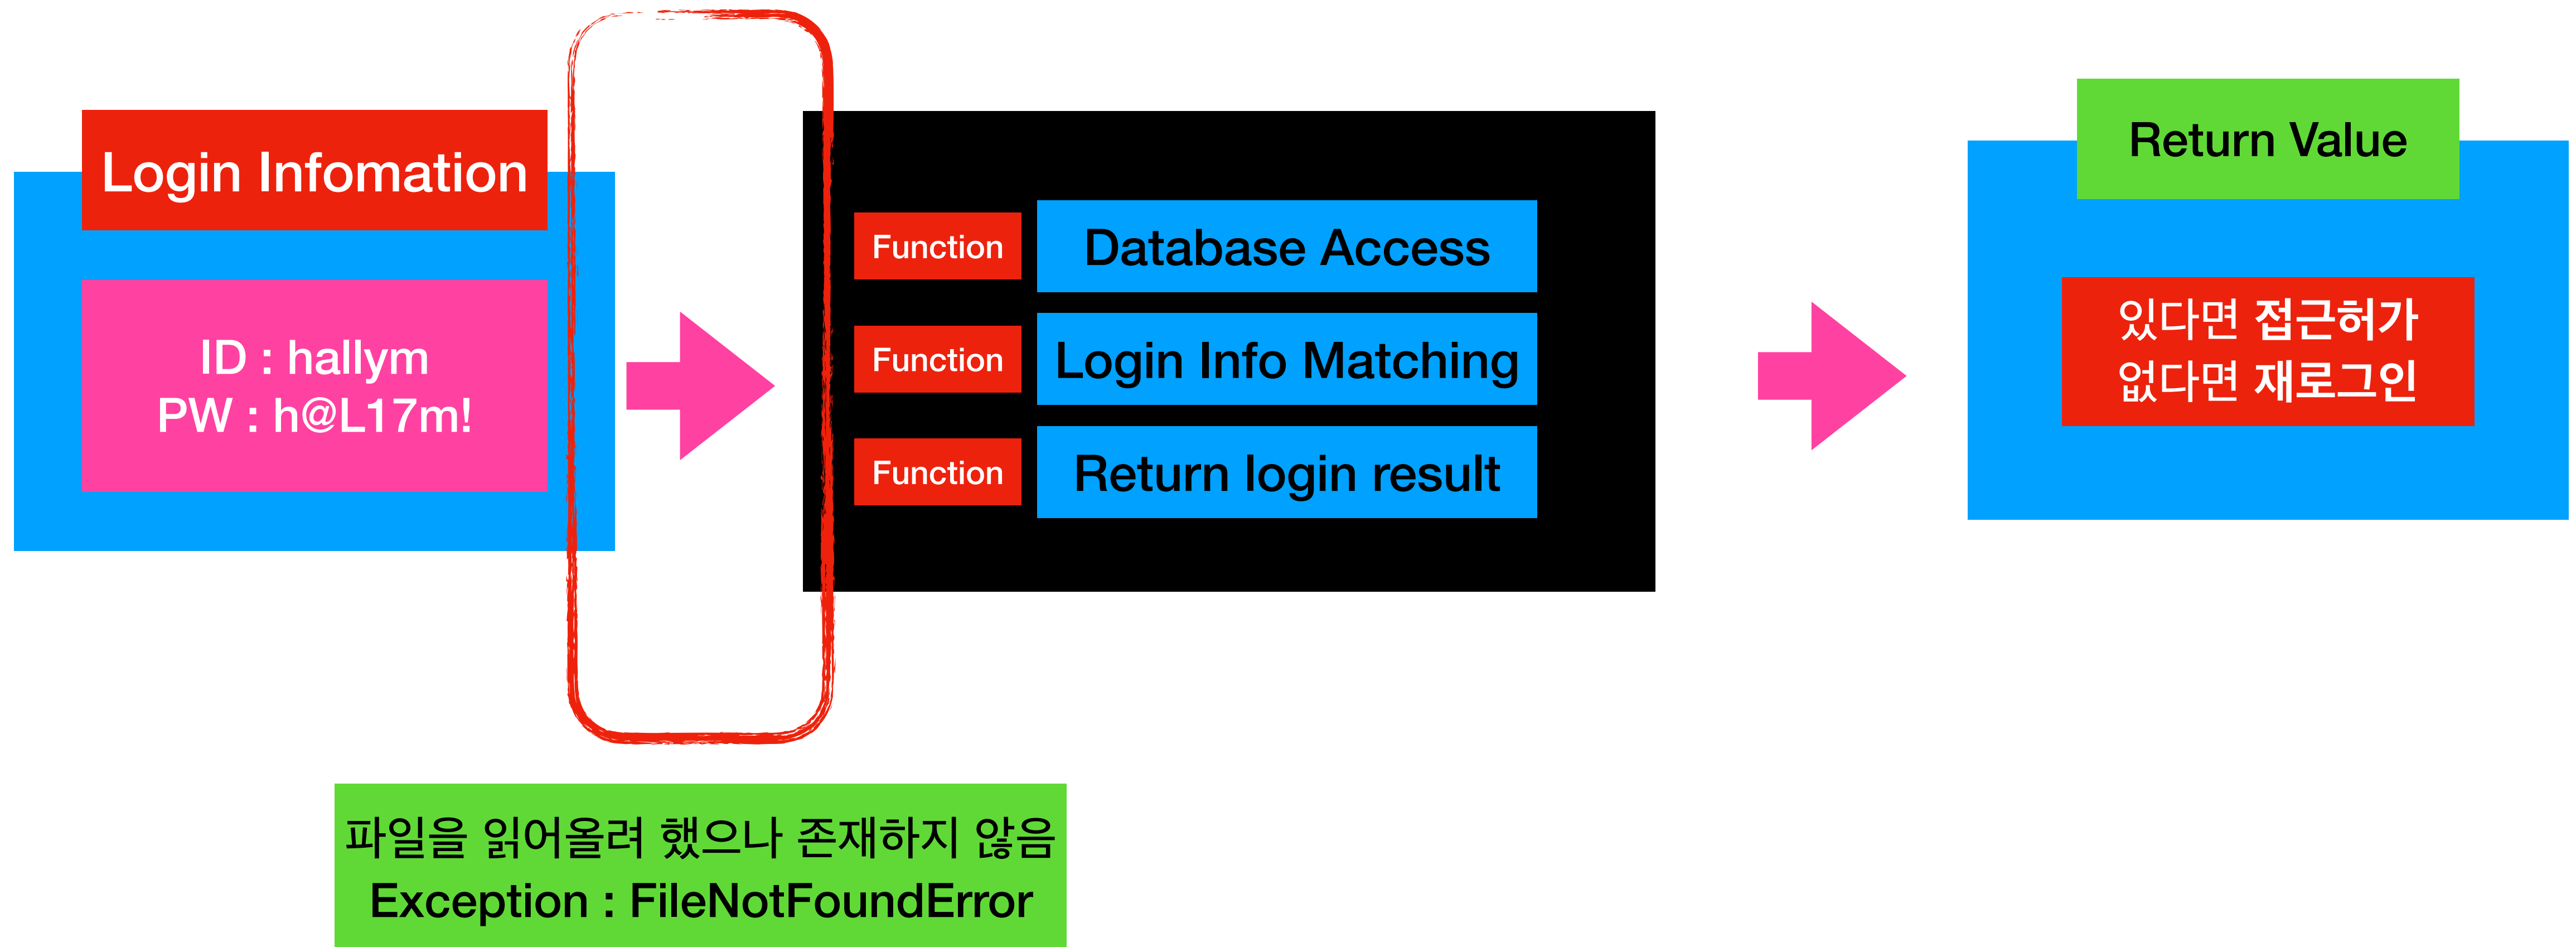 Login Infomation
ID : hallym
PW : h@L17m!
Function
Database Access
Function
Login Info Matching
Function
Return login result
Return Value
있다면 접근허가
없다면 재로그인
파일을 읽어올려 했으나 존재하지 않음
Exception : FileNotFoundError